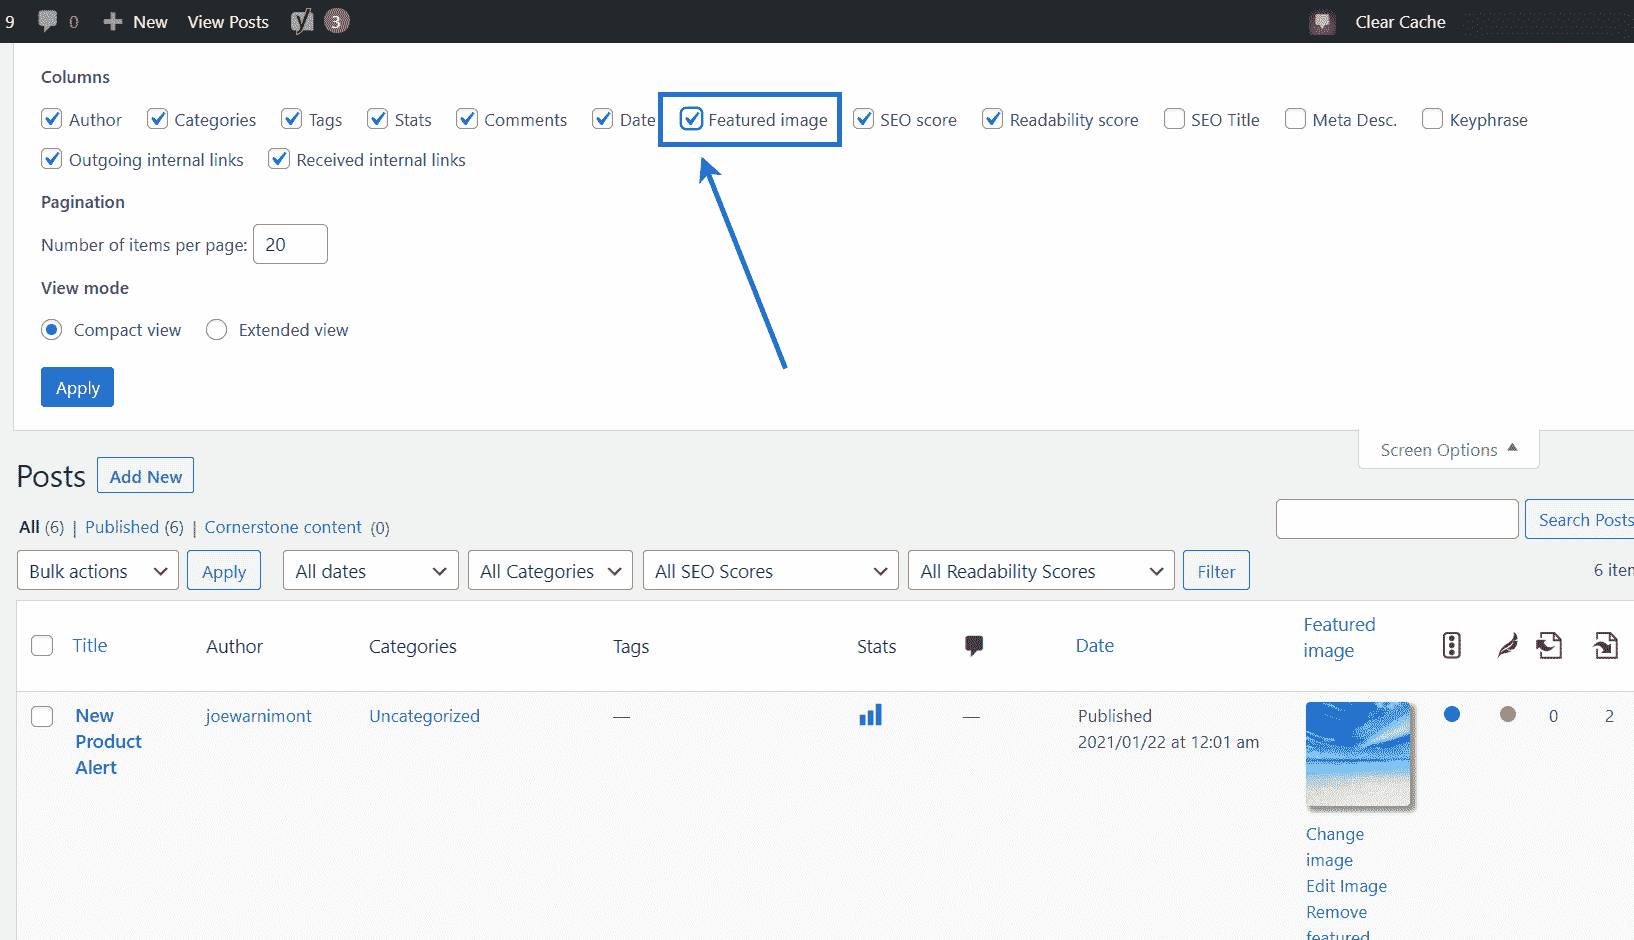 9 0 New View Posts 3 Clear Cache
Columns
Author Categories Tags Stats Comments Date Featured image SEO score Readability score SEO Title Meta Desc. Keyphrase
Outgoing internal links Received internal links
Pagination
Number of items per page: 20
View mode
Compact view Extended view
Apply
Screen Options
Posts Add New
All (6) | Published (6) | Cornerstone content (0)
Search Posts
Bulk actions Apply All dates All Categories All SEO Scores All Readability Scores Filter 6 iten
Title Author Categories Tags Stats Date Featured image
New Product Alert joewarnimont Uncategorized — — Published 2021/01/22 at 12:01 am 0 2
Change
image
Edit Image
Remove
featured